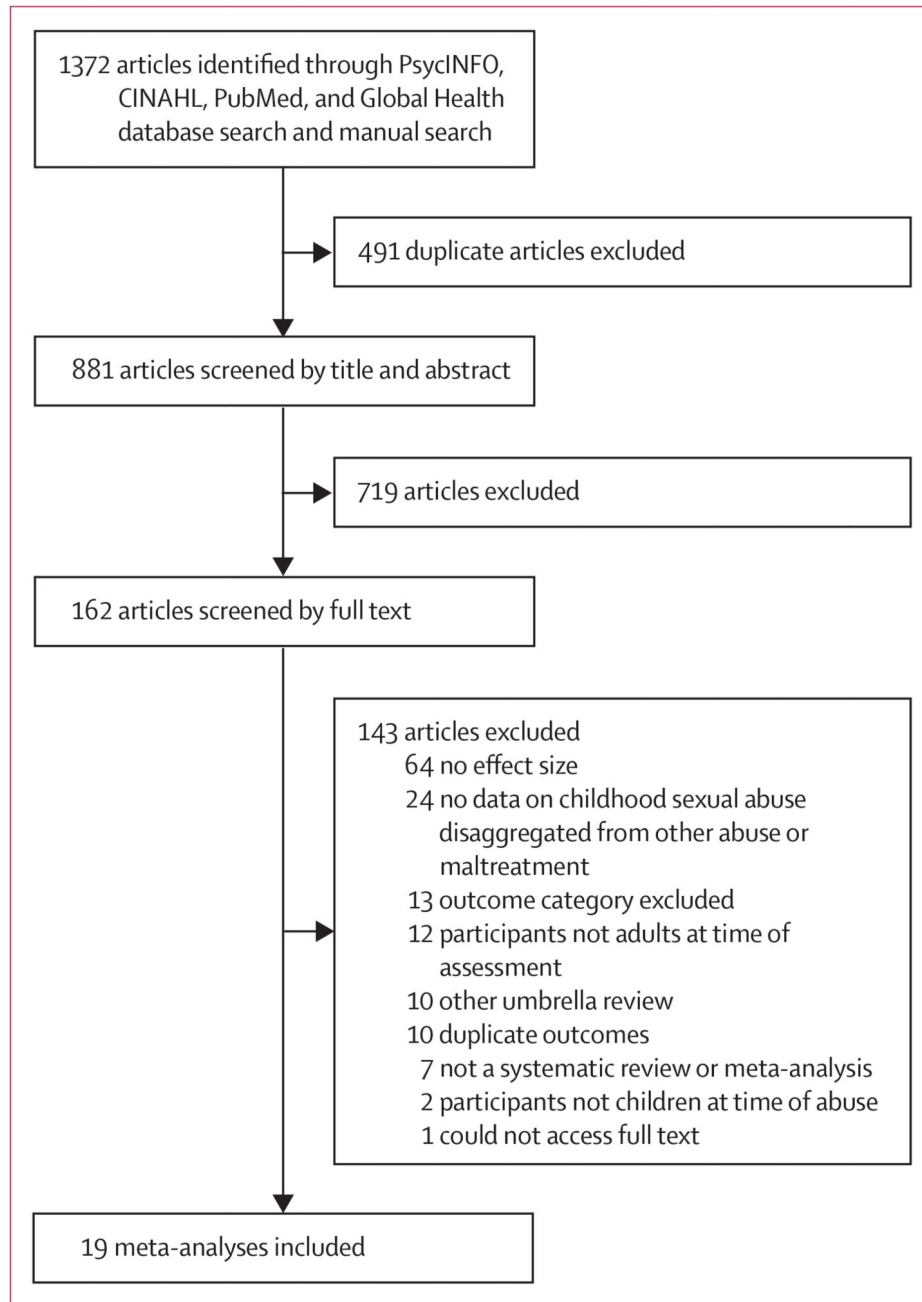 1372 articles identified through PsycINFO,
CINAHL, PubMed, and Global Health
database search and manual search
491 duplicate articles excluded
881 articles screened by title and abstract
719 articles excluded
162 articles screened by full text
143 articles excluded
64 no effect size
24 no data on childhood sexual abuse
disaggregated from other abuse or
maltreatment
13 outcome category excluded
12 participants not adults at time of
assessment
10 other umbrella review
10 duplicate outcomes
7 not a systematic review or meta-analysis
2 participants not children at time of abuse
1 could not access full text
19 meta-analyses included